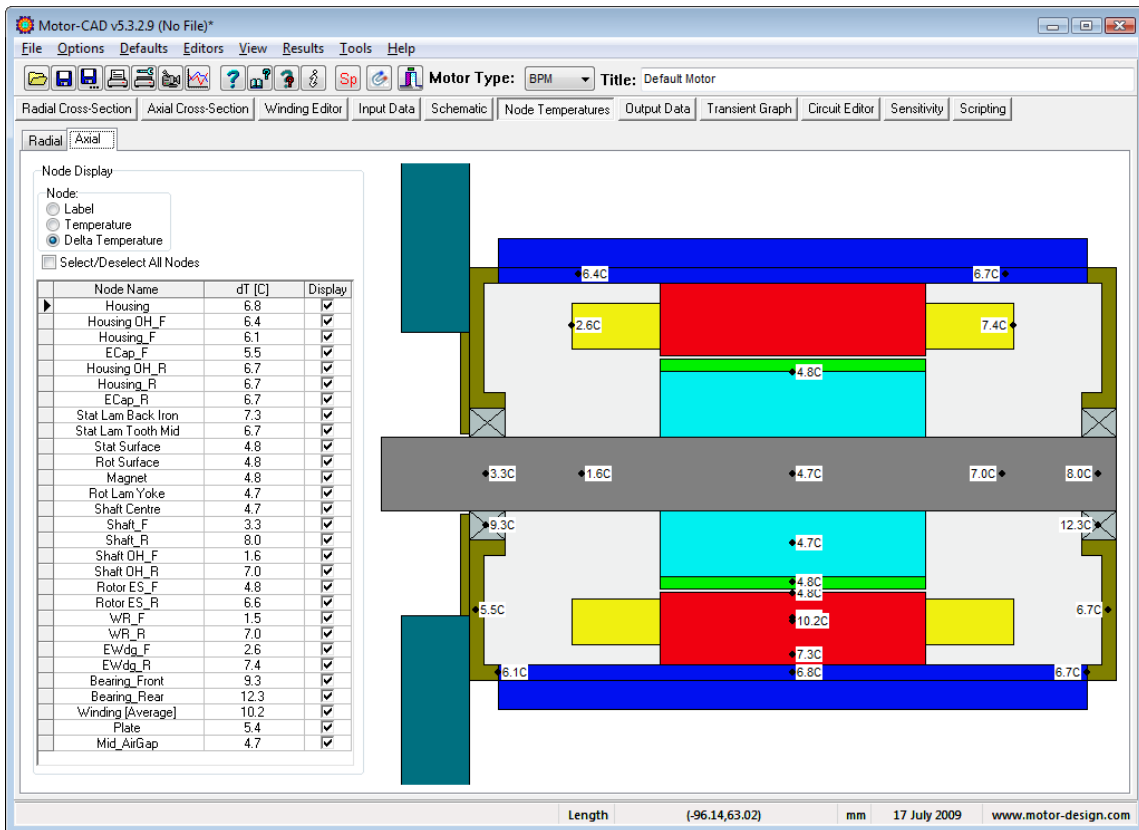 Motor-CAD v5.3.2.9 (No File)*
File Options Defaults Editors View Results Tools Help
Sp Motor Type: BPM Title: Default Motor
Radial Cross-Section Axial Cross-Section Winding Editor Input Data Schematic Node Temperatures Output Data Transient Graph Circuit Editor Sensitivity Scripting
Radial Axial
Node Display
Node:
Label
Temperature
Delta Temperature
Select/Deselect All Nodes
Node Name dT [C] Display
Housing 6.8
Housing OH_F 6.4
Housing_F 6.1
ECap_F 5.5
Housing OH_R 6.7
Housing_R 6.7
ECap_R 6.7
Stat Lam Back Iron 7.3
Stat Lam Tooth Mid 6.7
Stat Surface 4.8
Rot Surface 4.8
Magnet 4.8
Rot Lam Yoke 4.7
Shaft Centre 4.7
Shaft_F 3.3
Shaft_R 8.0
Shaft OH_F 1.6
Shaft OH_R 7.0
Rotor ES_F 4.8
Rotor ES_R 6.6
WR_F 1.5
WR_R 7.0
EWdg_F 2.6
EWdg_R 7.4
Bearing_Front 9.3
Bearing_Rear 12.3
Winding [Average] 10.2
Plate 5.4
Mid_AirGap 4.7
6.4C 6.7C
2.6C 7.4C
4.8C
3.3C 1.6C 4.7C 7.0C 8.0C
9.3C 12.3C
4.7C
4.8C
4.8C
5.5C 6.7C
10.2C
7.3C
6.1C 6.8C 6.7C
Length (-96.14,63.02) mm 17 July 2009 www.motor-design.com